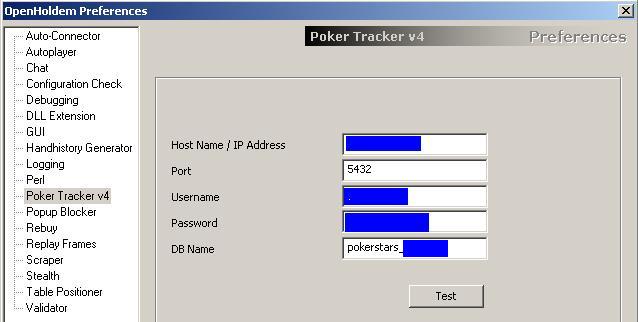 OpenHoldem Preferences
Auto-Connector
Autoplayer
Chat
Configuration Check
Debugging
DLL Extension
GUI
Handhistory Generator
Logging
Perl
Poker Tracker v4
Popup Blocker
Rebuy
Replay Frames
Scraper
Stealth
Table Positioner
Validator
Poker Tracker v4 Preferences
Host Name / IP Address
Port 5432
Username
Password
DB Name pokerstars_
Test